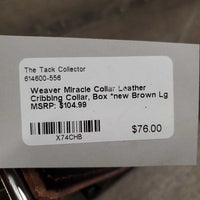 The Tack Collector
614600-556
Weaver Miracle Collar Leather
Cribbing Collar, Box *new Brown Lg
MSRP: $104.99
X74CHB
$76.00